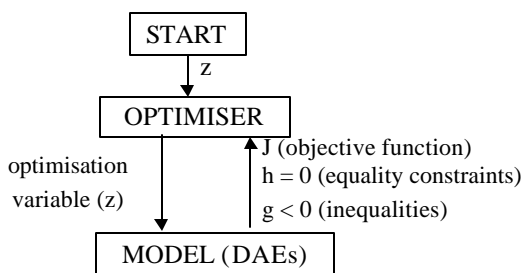 START
z
OPTIMISER
optimisation
variable (z)
J (objective function)
h = 0 (equality constraints)
g < 0 (inequalities)
MODEL (DAEs)